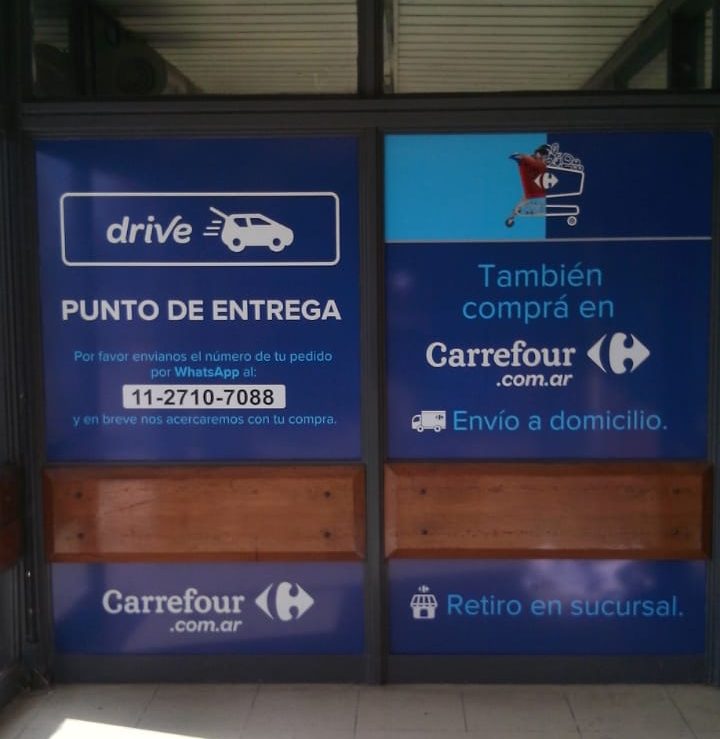 drive
PUNTO DE ENTREGA
Por favor envianos el número de tu pedido
por WhatsApp al:
11-2710-7088
y en breve nos acercaremos con tu compra.
Carrefour
.com.ar
También
comprá en
Carrefour
.com.ar
Envío a domicilio.
Retiro en sucursal.